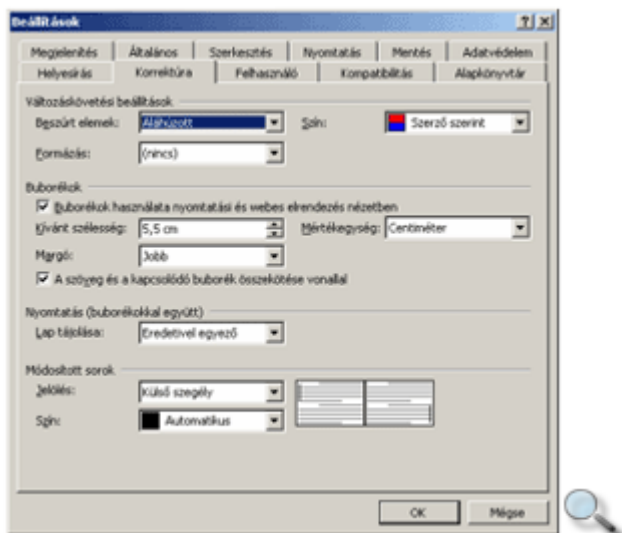 Beállítások
Megjelenítés Általános Szerkesztés Nyomtatás Mentés Adatvédelem
Helyesírás Korrektúra Felhasználó Kompatibilitás Alapkönyvtár
Változáskövetési beállítások
Beszúrt elemek: Aláhúzott Szín: Szerző szerint
Formázás: (nincs)
Buborékok
Buborékok használata nyomtatási és webes elrendezés nézetben
Kívánt szélesség: 5,5 cm Mértékegység: Centiméter
Margó: Jobb
A szöveg és a kapcsolódó buborék összekötése vonallal
Nyomtatás (buborékokkal együtt)
Lap tájolása: Eredetivel egyező
Módosított sorok
Jelölés: Külső szegély
Szín: Automatikus
OK Mégse